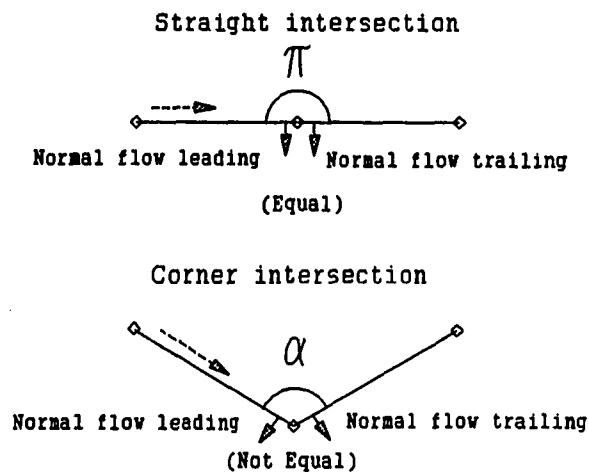 Straight intersection
π
Normal flow leading
Normal flow trailing
(Equal)
Corner intersection
α
Normal flow leading
Normal flow trailing
(Not Equal)